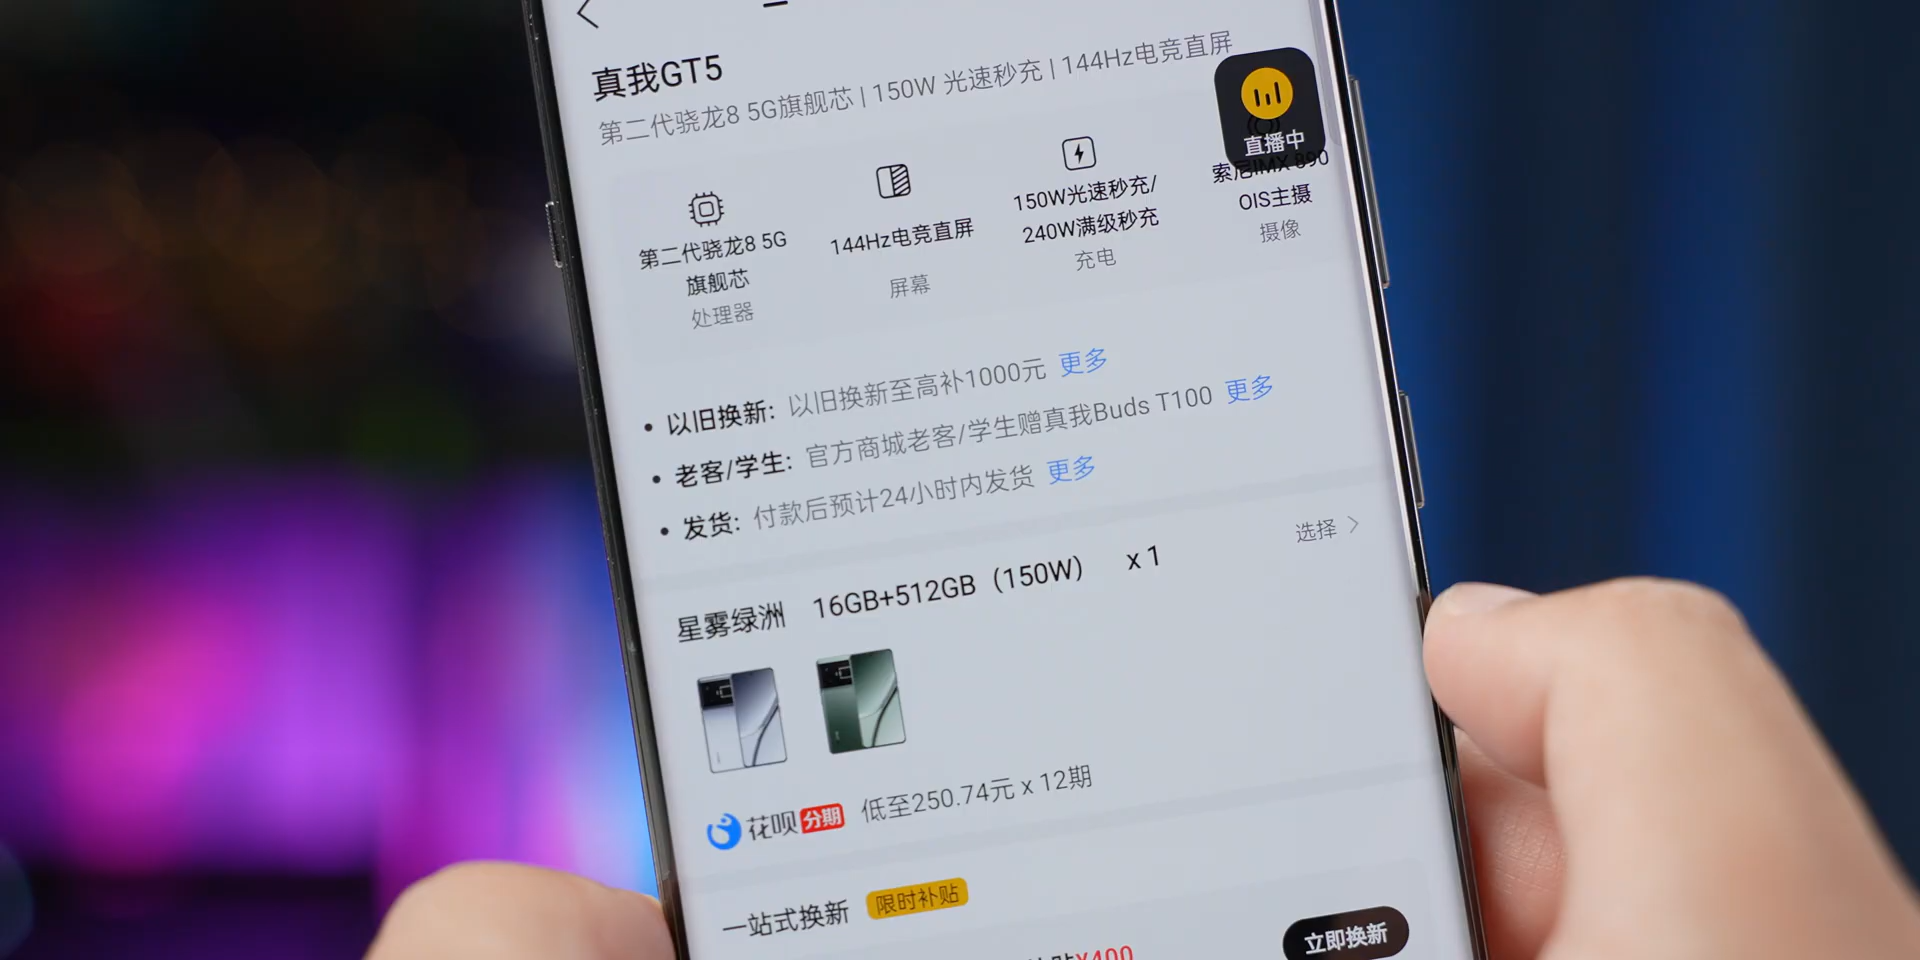 真我GT5
第二代骁龙8 5G旗舰芯 | 150W 光速秒充 | 144Hz电竞直屏
直播中
第二代骁龙8 5G
旗舰芯
处理器
144Hz电竞直屏
屏幕
150W光速秒充/
240W满级秒充
充电
索尼IMX 890
OIS主摄
摄像
• 以旧换新: 以旧换新至高补1000元 更多
• 老客/学生: 官方商城老客/学生赠真我Buds T100 更多
• 发货: 付款后预计24小时内发货 更多
选择
星雾绿洲 16GB+512GB（150W） x 1
花呗分期 低至250.74元 x 12期
一站式换新 限时补贴
立即换新
¥400